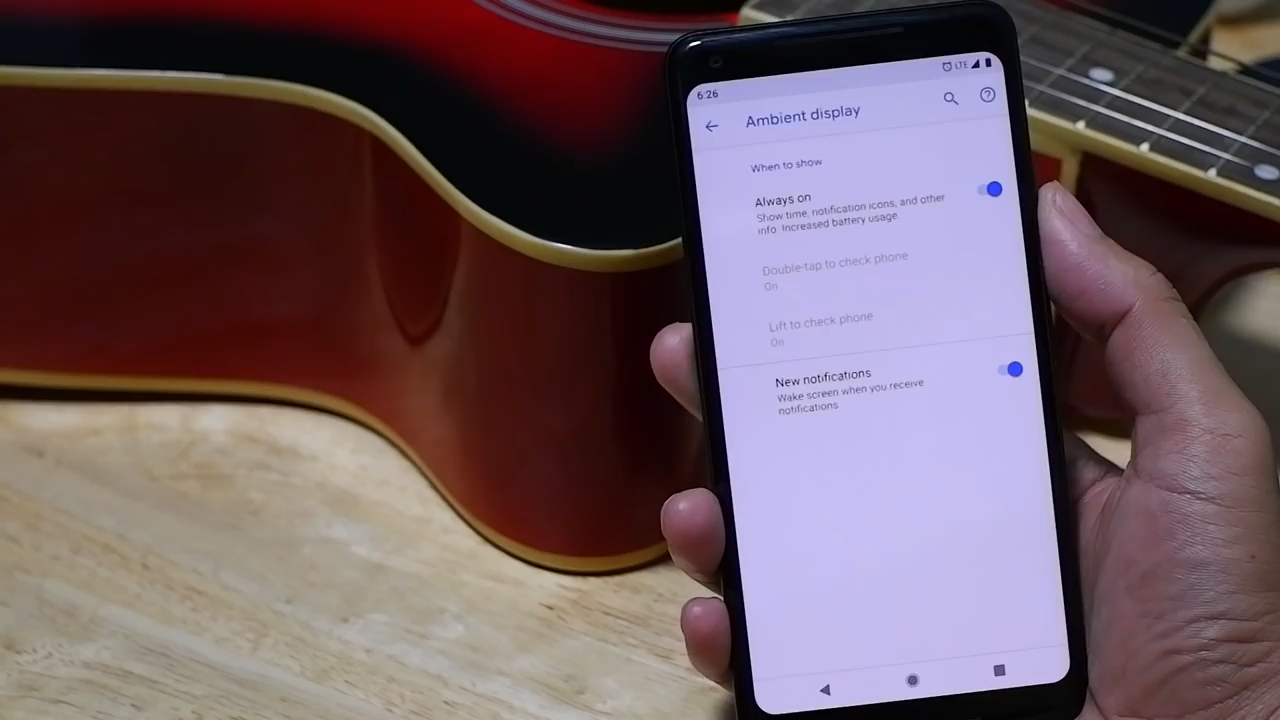 6:26
LTE
Ambient display
When to show
Always on
Show time, notification icons, and other
info. Increased battery usage
Double-tap to check phone
On
Lift to check phone
On
New notifications
Wake screen when you receive
notifications